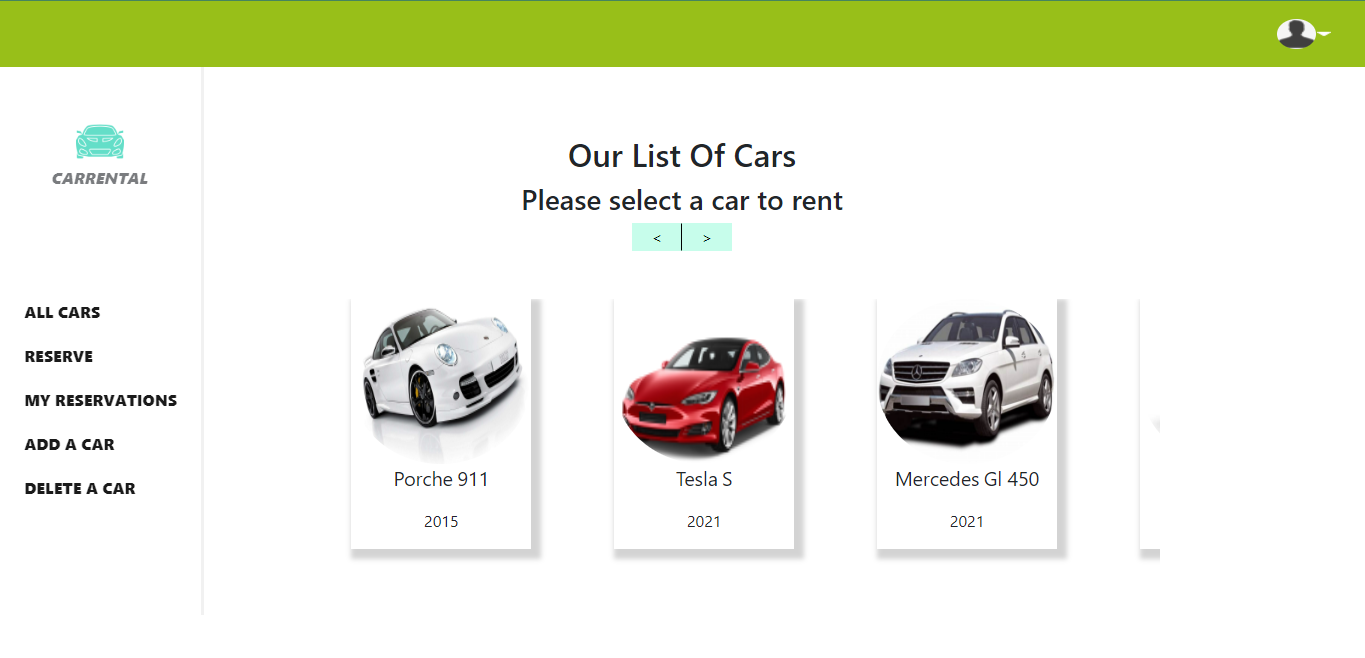 CARRENTAL
ALL CARS
RESERVE
MY RESERVATIONS
ADD A CAR
DELETE A CAR
Our List Of Cars
Please select a car to rent
< >
Porche 911
2015
Tesla S
2021
Mercedes Gl 450
2021